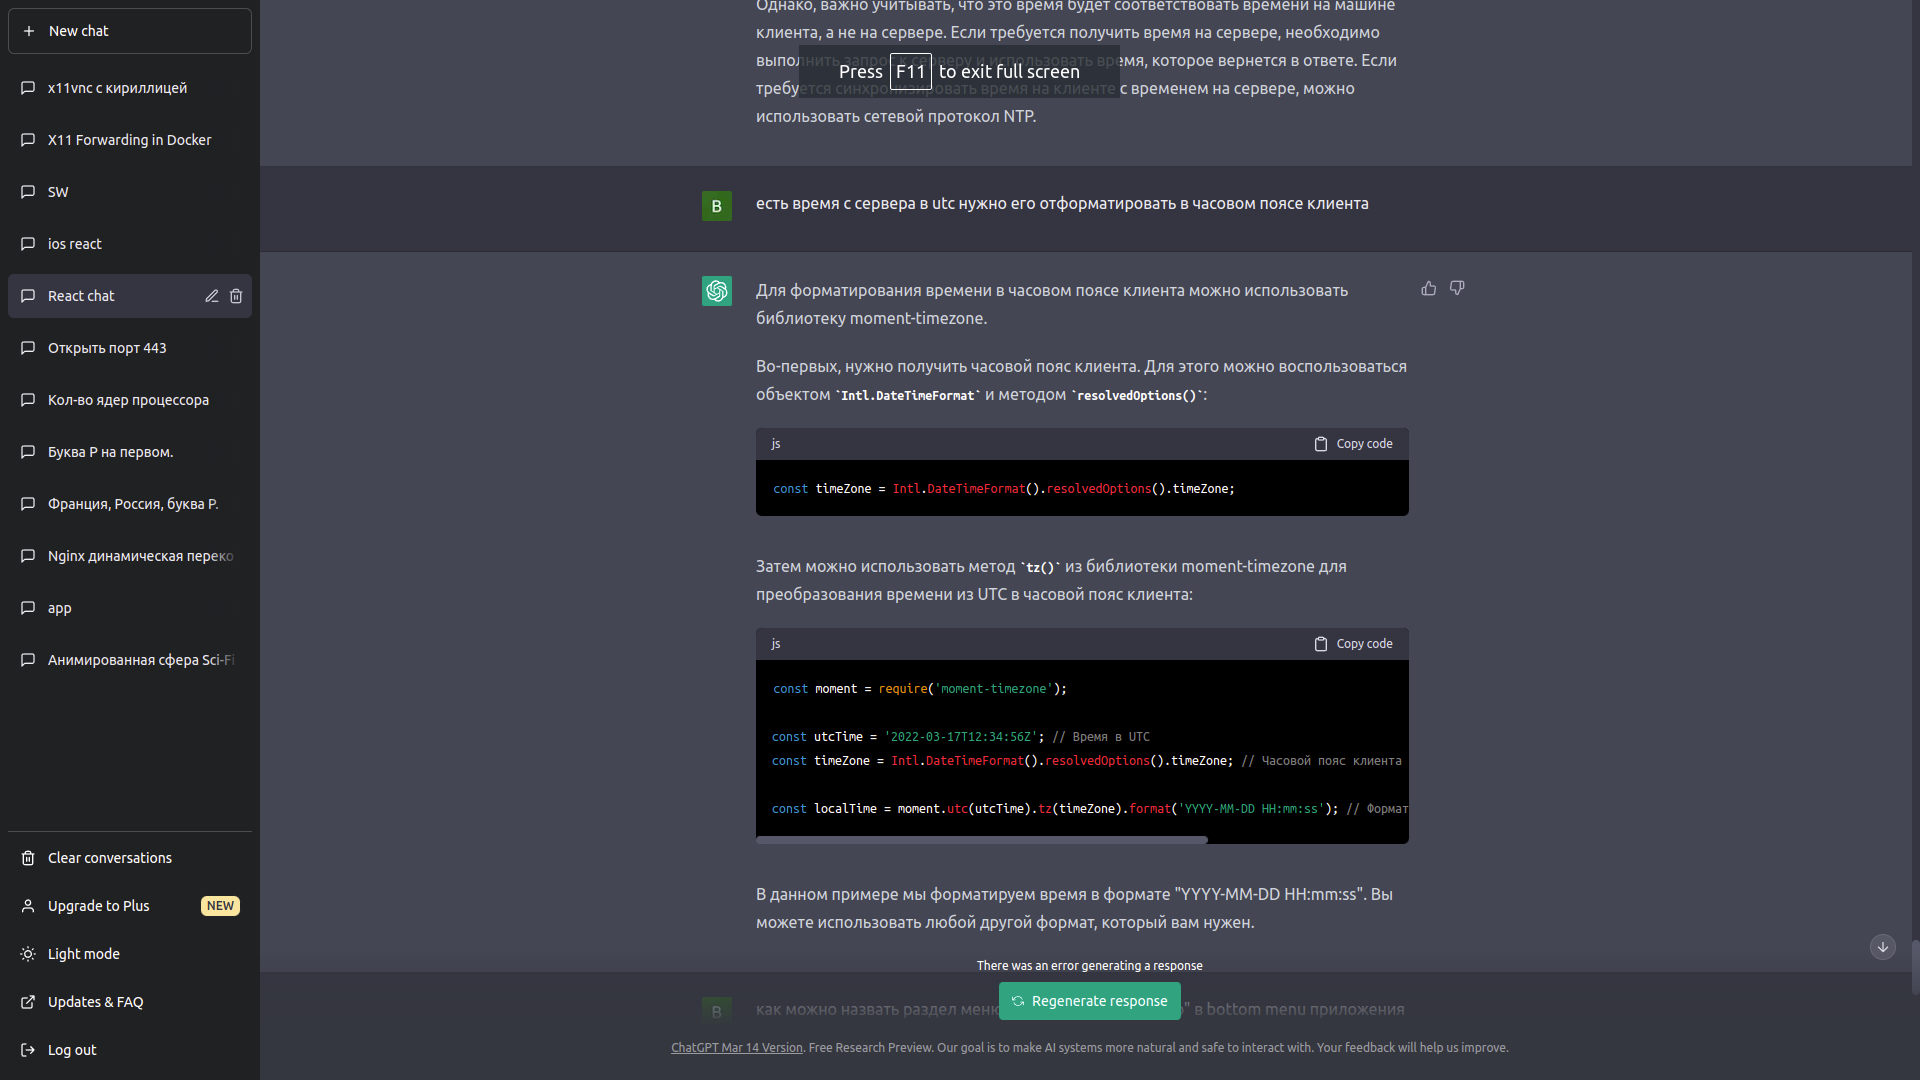 New chat
x11vnc с кириллицей
X11 Forwarding in Docker
SW
ios react
React chat
Открыть порт 443
Кол-во ядер процессора
Буква Р на первом.
Франция, Россия, буква Р.
Nginx динамическая переко
app
Анимированная сфера Sci-Fi
Clear conversations
Upgrade to Plus NEW
Light mode
Updates & FAQ
Log out
Однако, важно учитывать, что это время будет соответствовать времени на машине
клиента, а не на сервере. Если требуется получить время на сервере, необходимо
выполнить запрос к серверу и использовать время, которое вернется в ответе. Если
требуется синхронизировать время на клиенте с временем на сервере, можно
использовать сетевой протокол NTP.
Press F11 to exit full screen
B
есть время с сервера в utc нужно его отформатировать в часовом поясе клиента
Для форматирования времени в часовом поясе клиента можно использовать
библиотеку moment-timezone.
Во-первых, нужно получить часовой пояс клиента. Для этого можно воспользоваться
объектом `Intl.DateTimeFormat` и методом `resolvedOptions()`:
js Copy code
const timeZone = Intl.DateTimeFormat().resolvedOptions().timeZone;
Затем можно использовать метод `tz()` из библиотеки moment-timezone для
преобразования времени из UTC в часовой пояс клиента:
js Copy code
const moment = require('moment-timezone');
const utcTime = '2022-03-17T12:34:56Z'; // Время в UTC
const timeZone = Intl.DateTimeFormat().resolvedOptions().timeZone; // Часовой пояс клиента
const localTime = moment.utc(utcTime).tz(timeZone).format('YYYY-MM-DD HH:mm:ss'); // Формат
В данном примере мы форматируем время в формате "YYYY-MM-DD HH:mm:ss". Вы
можете использовать любой другой формат, который вам нужен.
There was an error generating a response
B
как можно назвать раздел меню " в bottom menu приложения
Regenerate response
ChatGPT Mar 14 Version. Free Research Preview. Our goal is to make AI systems more natural and safe to interact with. Your feedback will help us improve.